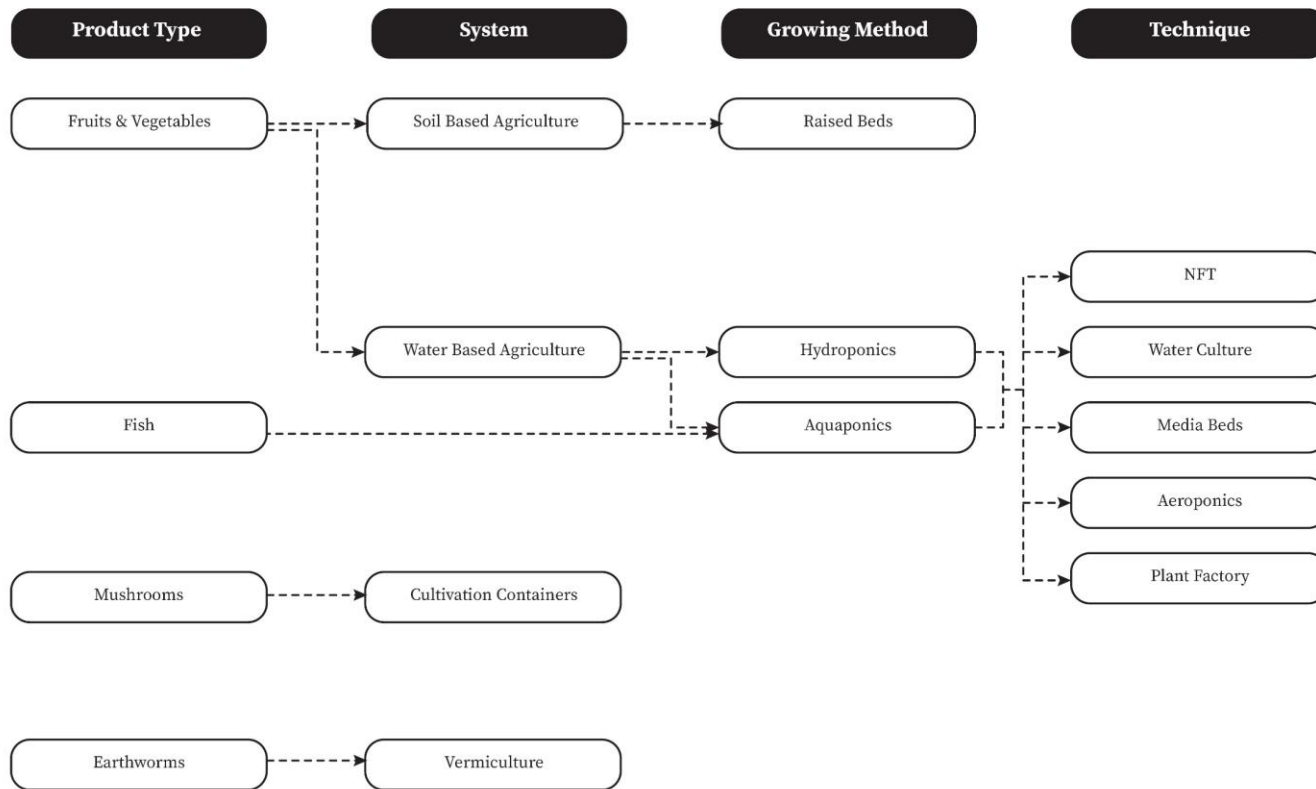 Product Type
System
Growing Method
Technique
Fruits & Vegetables
Soil Based Agriculture
Raised Beds
NFT
Water Based Agriculture
Hydroponics
Water Culture
Fish
Aquaponics
Media Beds
Aeroponics
Plant Factory
Mushrooms
Cultivation Containers
Earthworms
Vermiculture